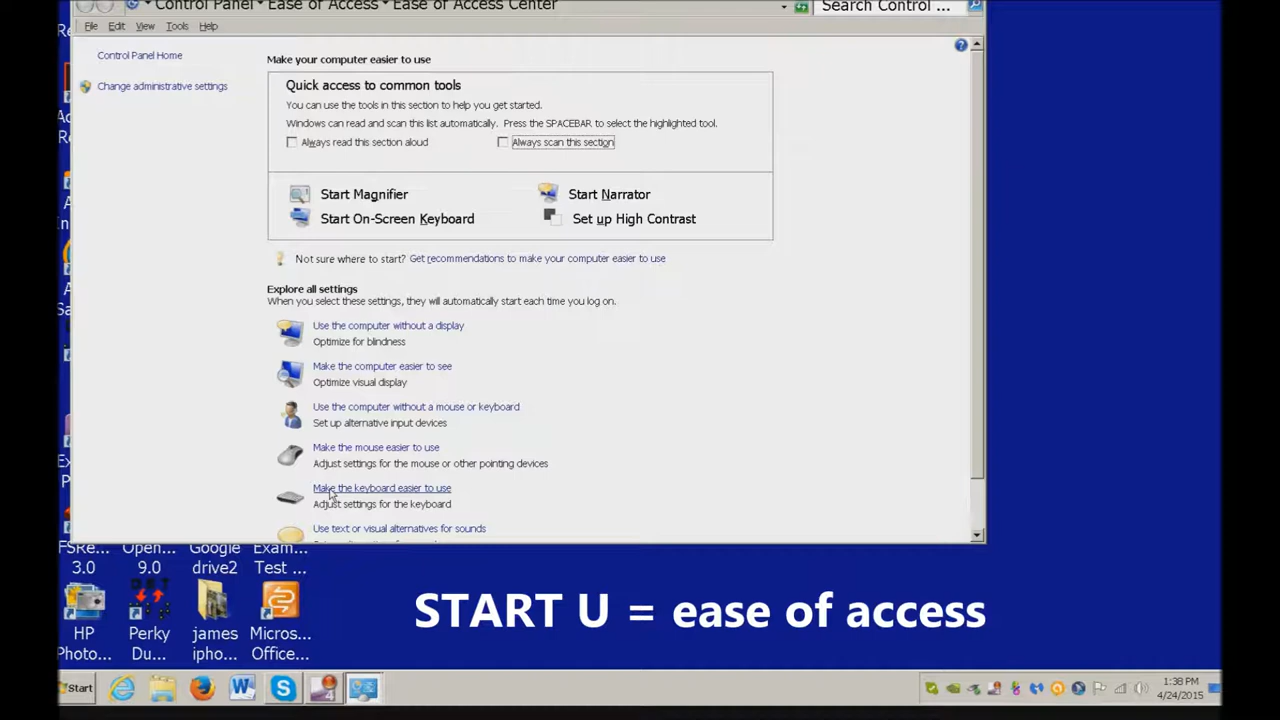 Control Panel Ease of Access Ease of Access Center
Search Control ...
File Edit View Tools Help
Control Panel Home
Change administrative settings
Make your computer easier to use
Quick access to common tools
You can use the tools in this section to help you get started.
Windows can read and scan this list automatically. Press the SPACEBAR to select the highlighted tool.
Always read this section aloud
Always scan this section
Start Magnifier
Start Narrator
Start On-Screen Keyboard
Set up High Contrast
Not sure where to start? Get recommendations to make your computer easier to use
Explore all settings
When you select these settings, they will automatically start each time you log on.
Use the computer without a display
Optimize for blindness
Make the computer easier to see
Optimize visual display
Use the computer without a mouse or keyboard
Set up alternative input devices
Make the mouse easier to use
Adjust settings for the mouse or other pointing devices
Make the keyboard easier to use
Adjust settings for the keyboard
Use text or visual alternatives for sounds
FSRe...
3.0
Open...
9.0
Google
drive2
Exam...
Test ...
HP
Photo...
Perky
Du...
james
ipho...
Micros...
Office...
START U = ease of access
Start
1:38 PM
4/24/2015